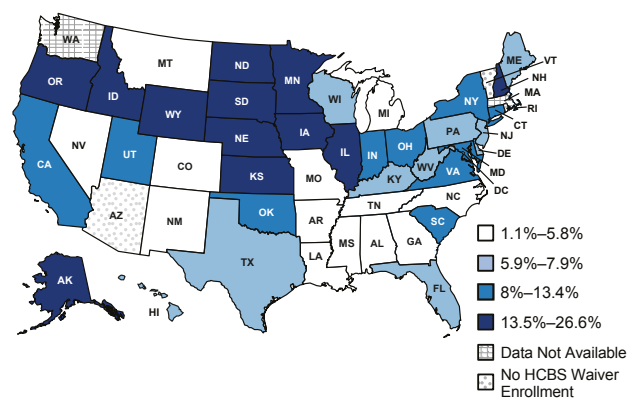 WA
MT
ND
MN
ME
VT
NH
MA
RI
CT
NJ
DE
MD
DC
OR
ID
WY
SD
WI
MI
NY
PA
NE
IA
IL
IN
OH
WV
VA
CA
NV
UT
CO
KS
MO
KY
NC
TN
AZ
NM
OK
AR
SC
TX
LA
MS
AL
GA
FL
AK
HI
1.1%–5.8%
5.9%–7.9%
8%–13.4%
13.5%–26.6%
Data Not Available
No HCBS Waiver
Enrollment